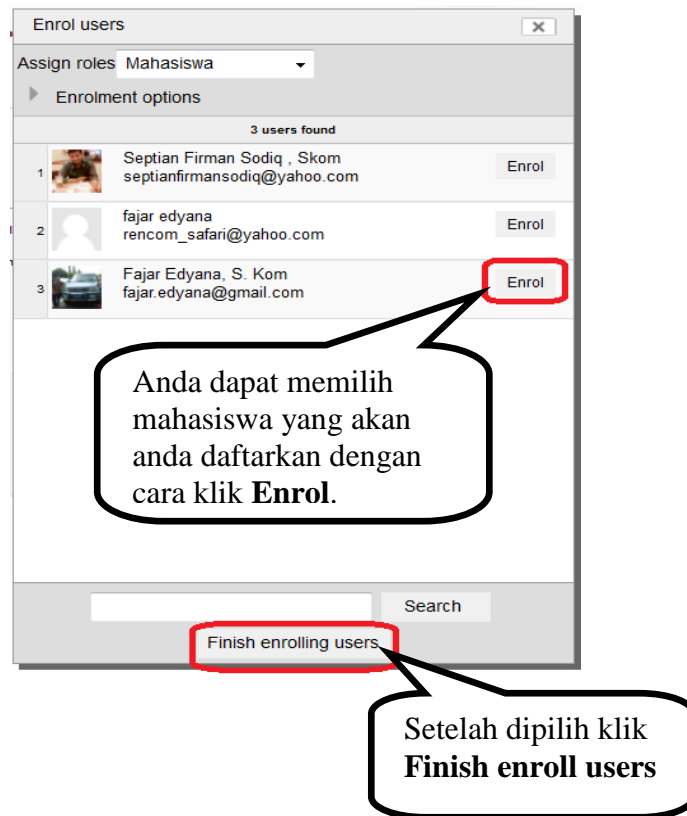 Enrol users
Assign roles Mahasiswa
Enrolment options
3 users found
1 Septian Firman Sodiq , Skom Enrol
septianfirmansodiq@yahoo.com
2 fajar edyana Enrol
rencom_safari@yahoo.com
3 Fajar Edyana, S. Kom Enrol
fajar.edyana@gmail.com
Anda dapat memilih
mahasiswa yang akan
anda daftarkan dengan
cara klik Enrol.
Search
Finish enrolling users
Setelah dipilih klik
Finish enroll users